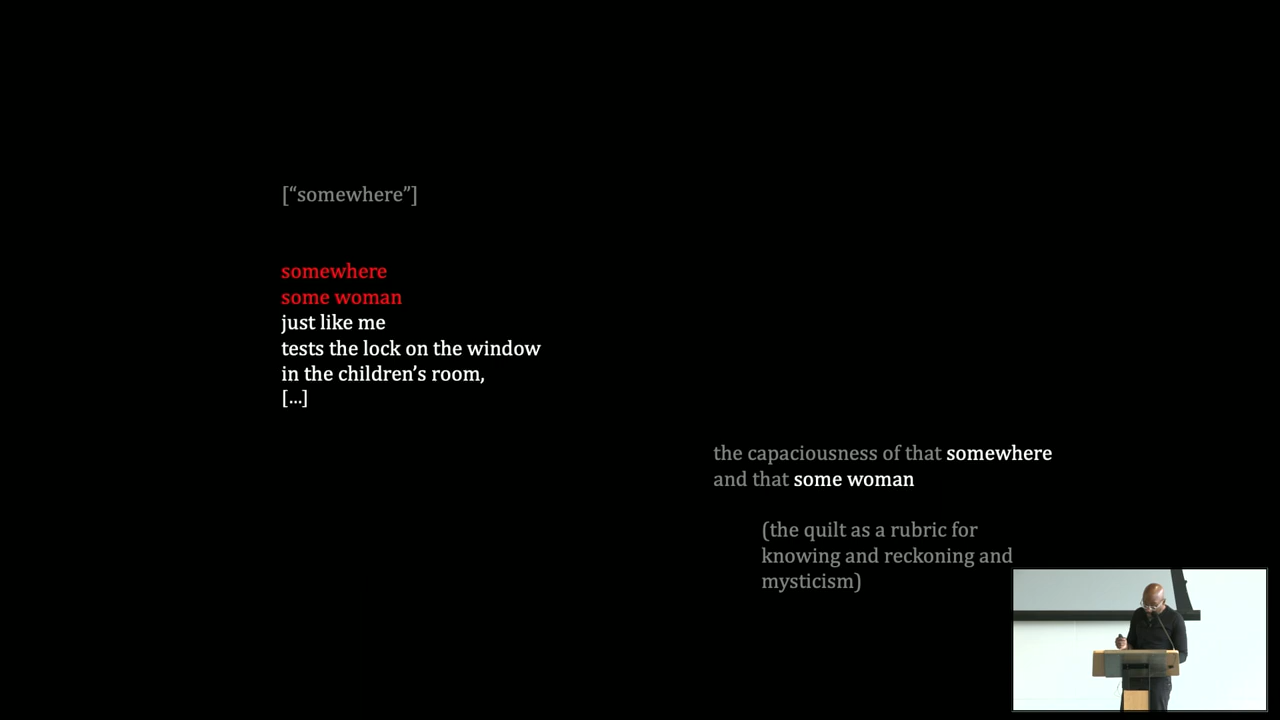 [“somewhere”]
somewhere
some woman
just like me
tests the lock on the window
in the children’s room,
[...]
the capaciousness of that somewhere
and that some woman
(the quilt as a rubric for
knowing and reckoning and
mysticism)